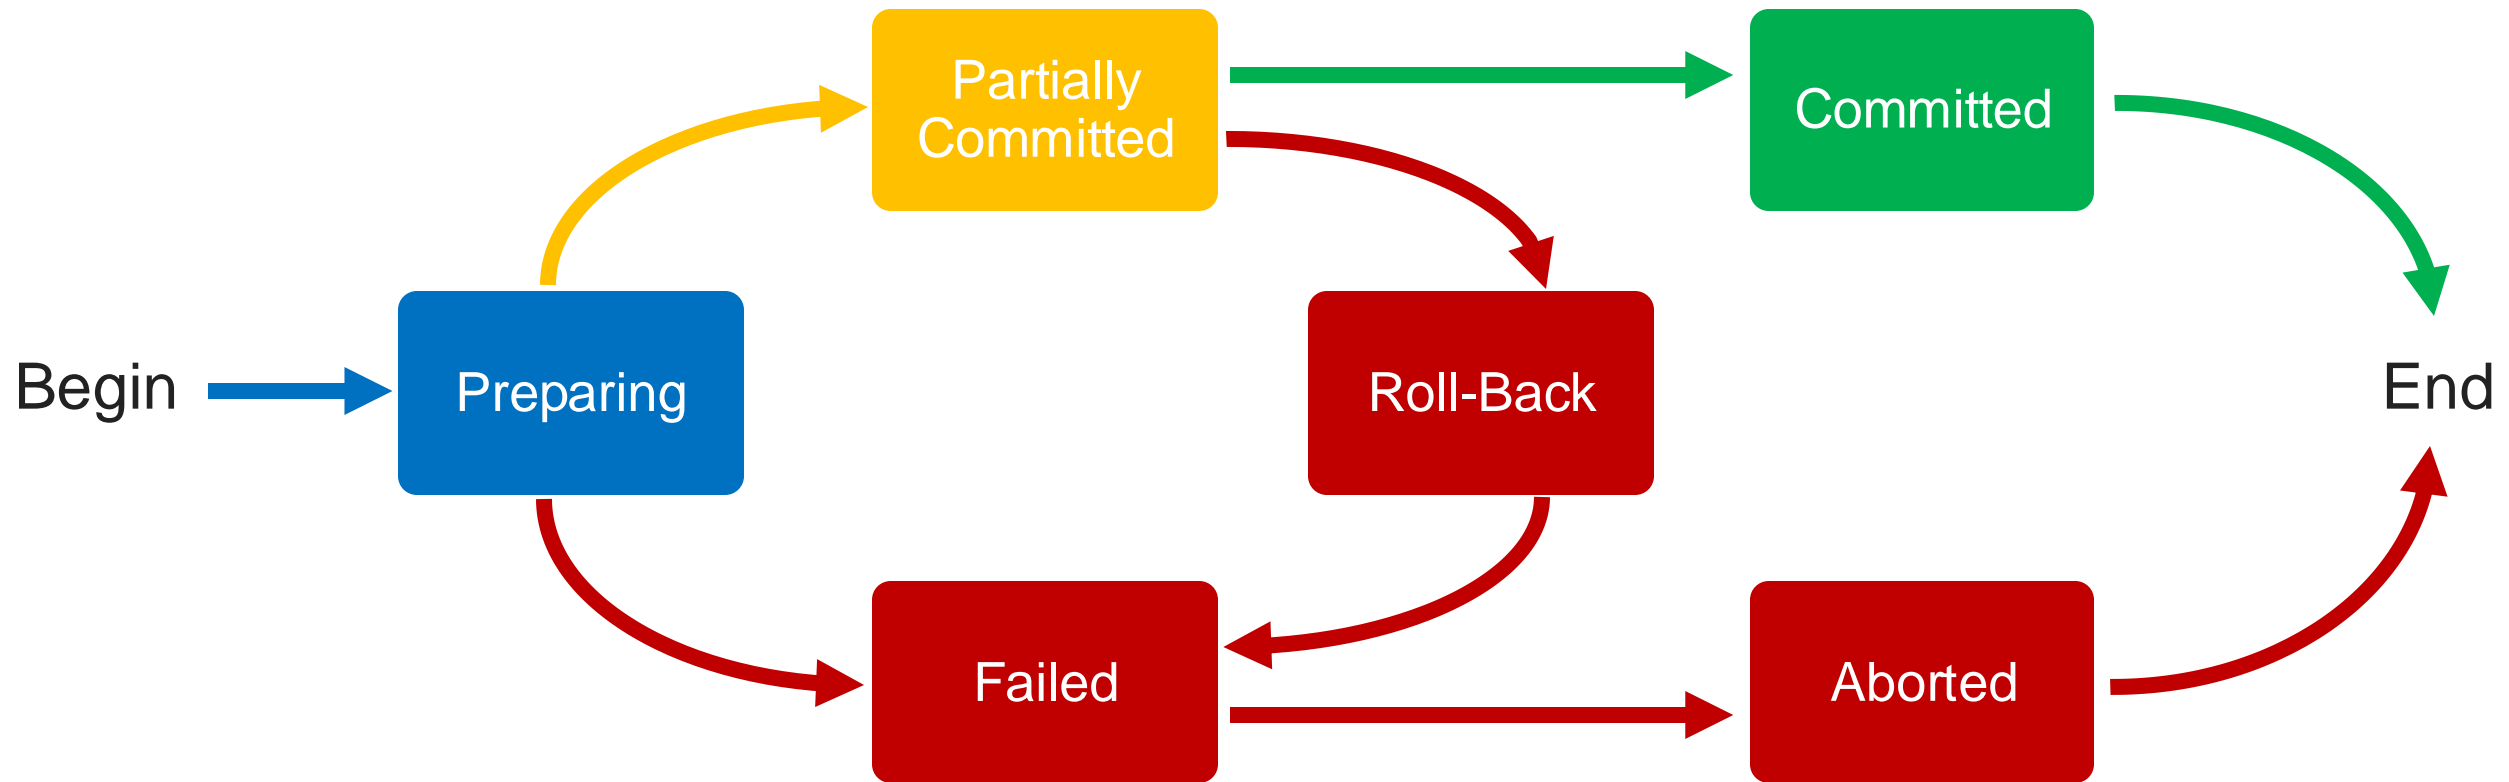 Partially
Committed
Committed
Begin
Preparing
Roll-Back
End
Failed
Aborted